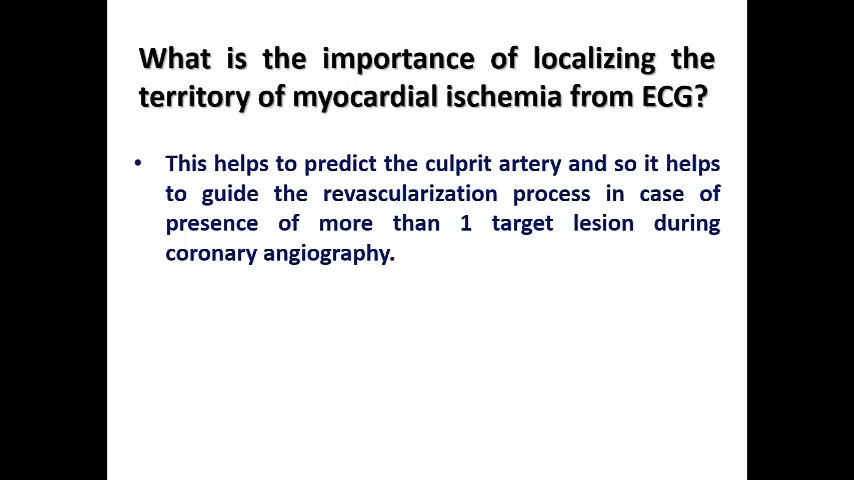 What is the importance of localizing the
territory of myocardial ischemia from ECG?
• This helps to predict the culprit artery and so it helps
to guide the revascularization process in case of
presence of more than 1 target lesion during
coronary angiography.